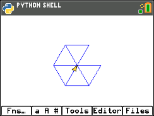 PYTHON SHELL
Fns… a A # Tools Editor Files